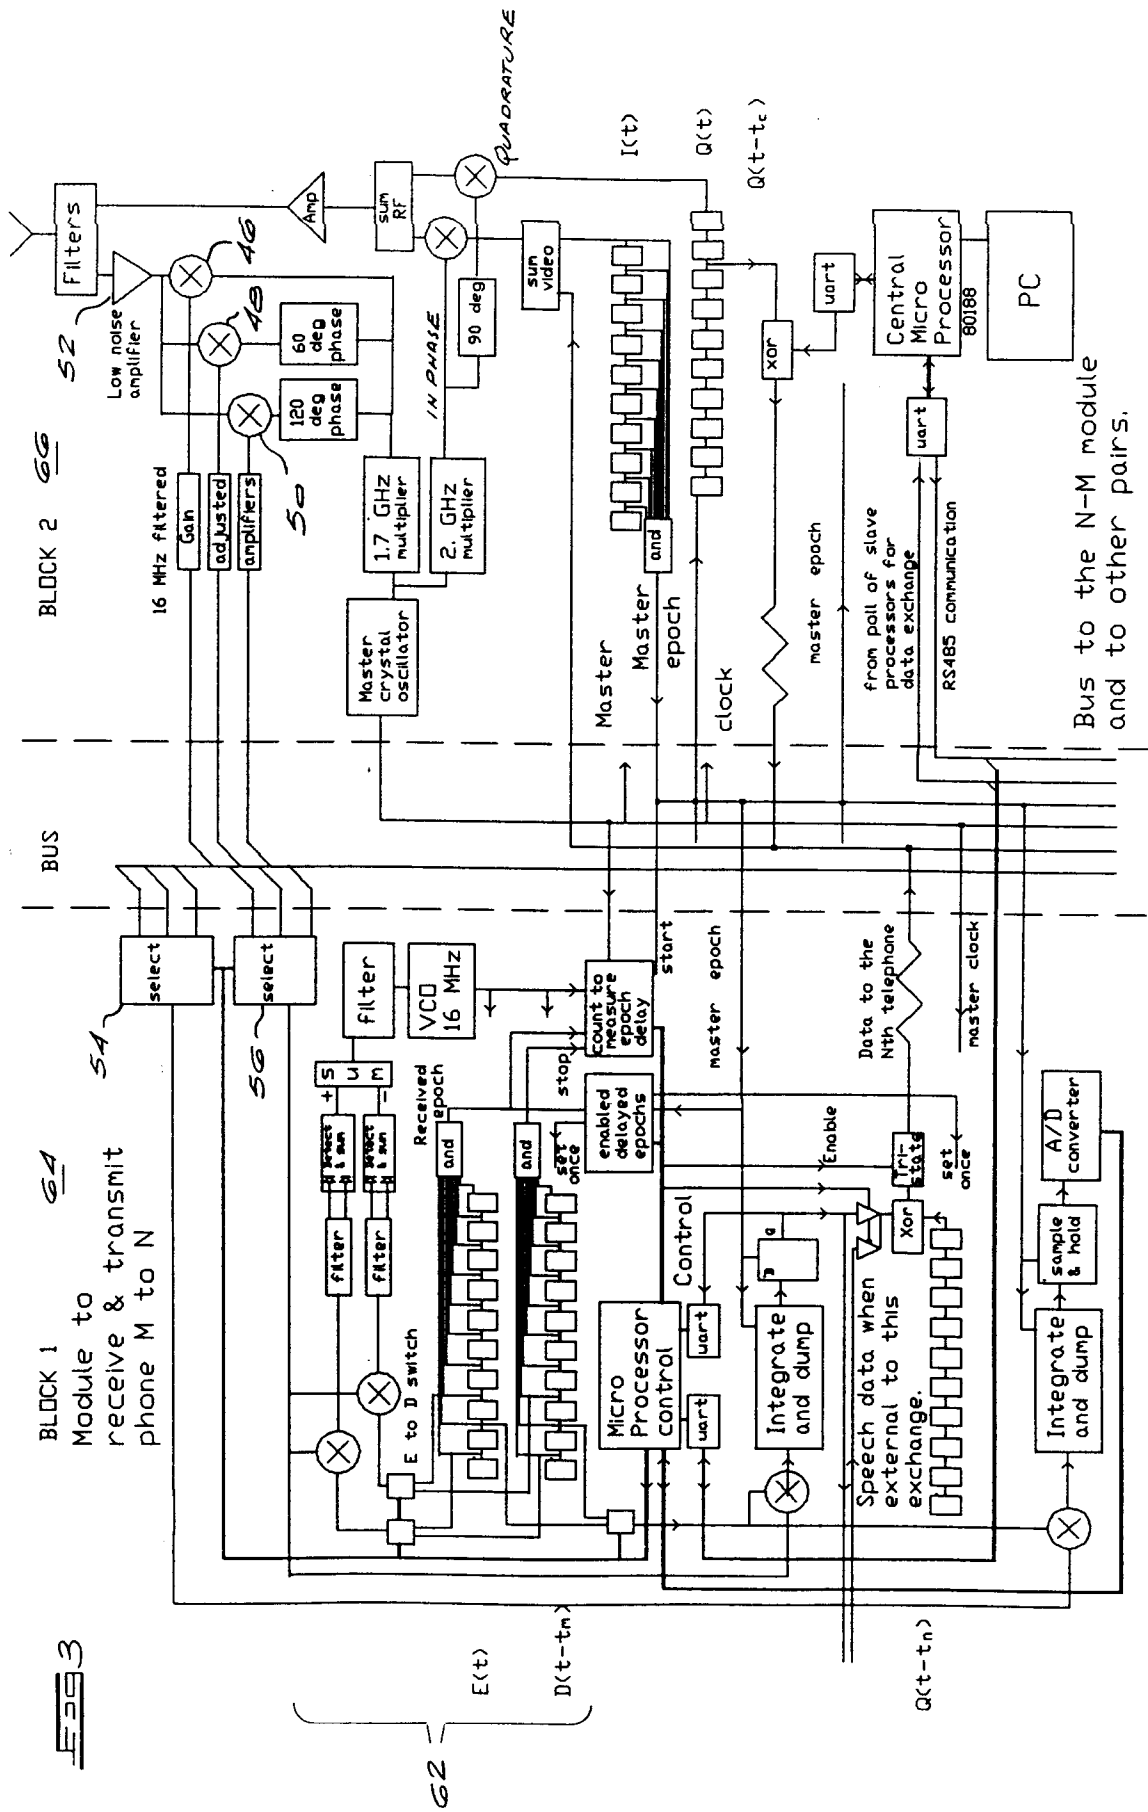 Fig 3
BLOCK 1 64
Module to
receive & transmit
phone M to N
BUS
BLOCK 2 66
54
select
56
select
+
-
S
U
M
filter
VCO
16 MHz
filter
filter
Detect
& sum
Detect
& sum
E to D switch
Received
epoch
and
and
stop
set
once
enabled
delayed
epochs
count to
measure
epoch
delay
start
master epoch
62
E(t)
D(t-tm)
Micro
Processor
control
Control
uart
uart
Integrate
and dump
D
Q
Enable
Tri-
state
Xor
set
once
Speech data when
external to this
exchange.
Q(t-tn)
Data to the
Nth telephone
master clock
Integrate
and dump
sample
& hold
A/D
converter
16 MHz filtered
Gain
adjusted
amplifiers
52
Low noise
amplifier
Filters
46
48
50
60
deg
phase
120
deg
phase
Amp
sum
RF
IN PHASE
QUADRATURE
90 deg
Master
crystal
oscillator
1.7 GHz
multiplier
2. GHz
multiplier
sum
video
I(t)
Q(t)
Q(t-tc)
and
Master
Master
epoch
clock
xor
uart
master epoch
Central
Micro
Processor
80188
PC
uart
from poll of slave
processors for
data exchange
RS485 communication
Bus to the N-M module
and to other pairs.